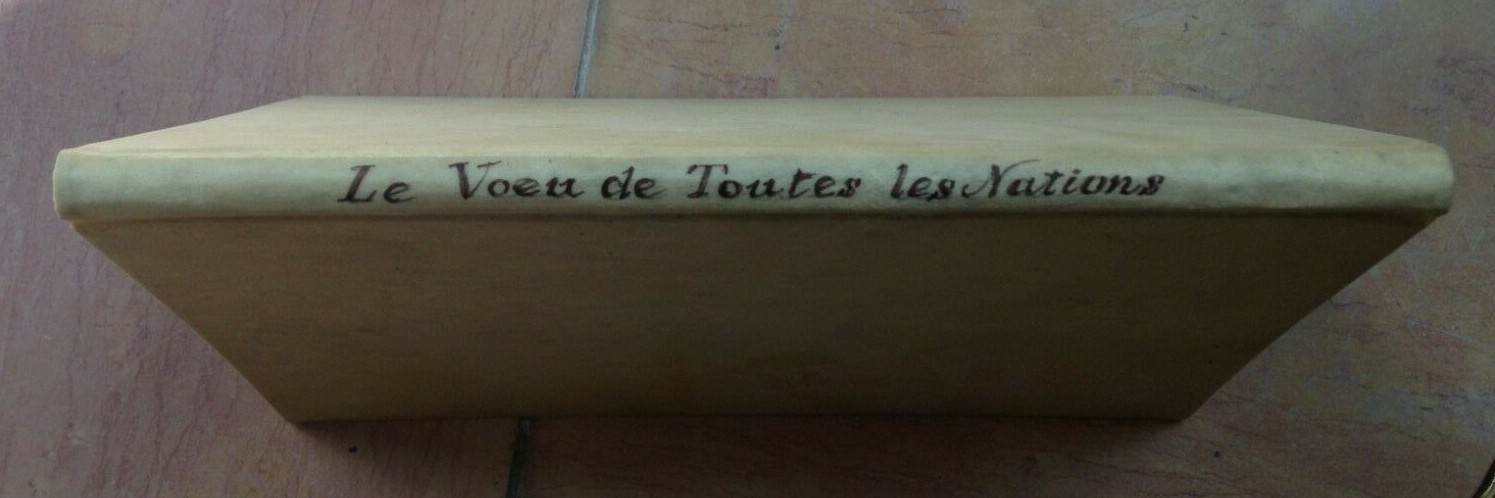 Le Voeu de Toutes les Nations